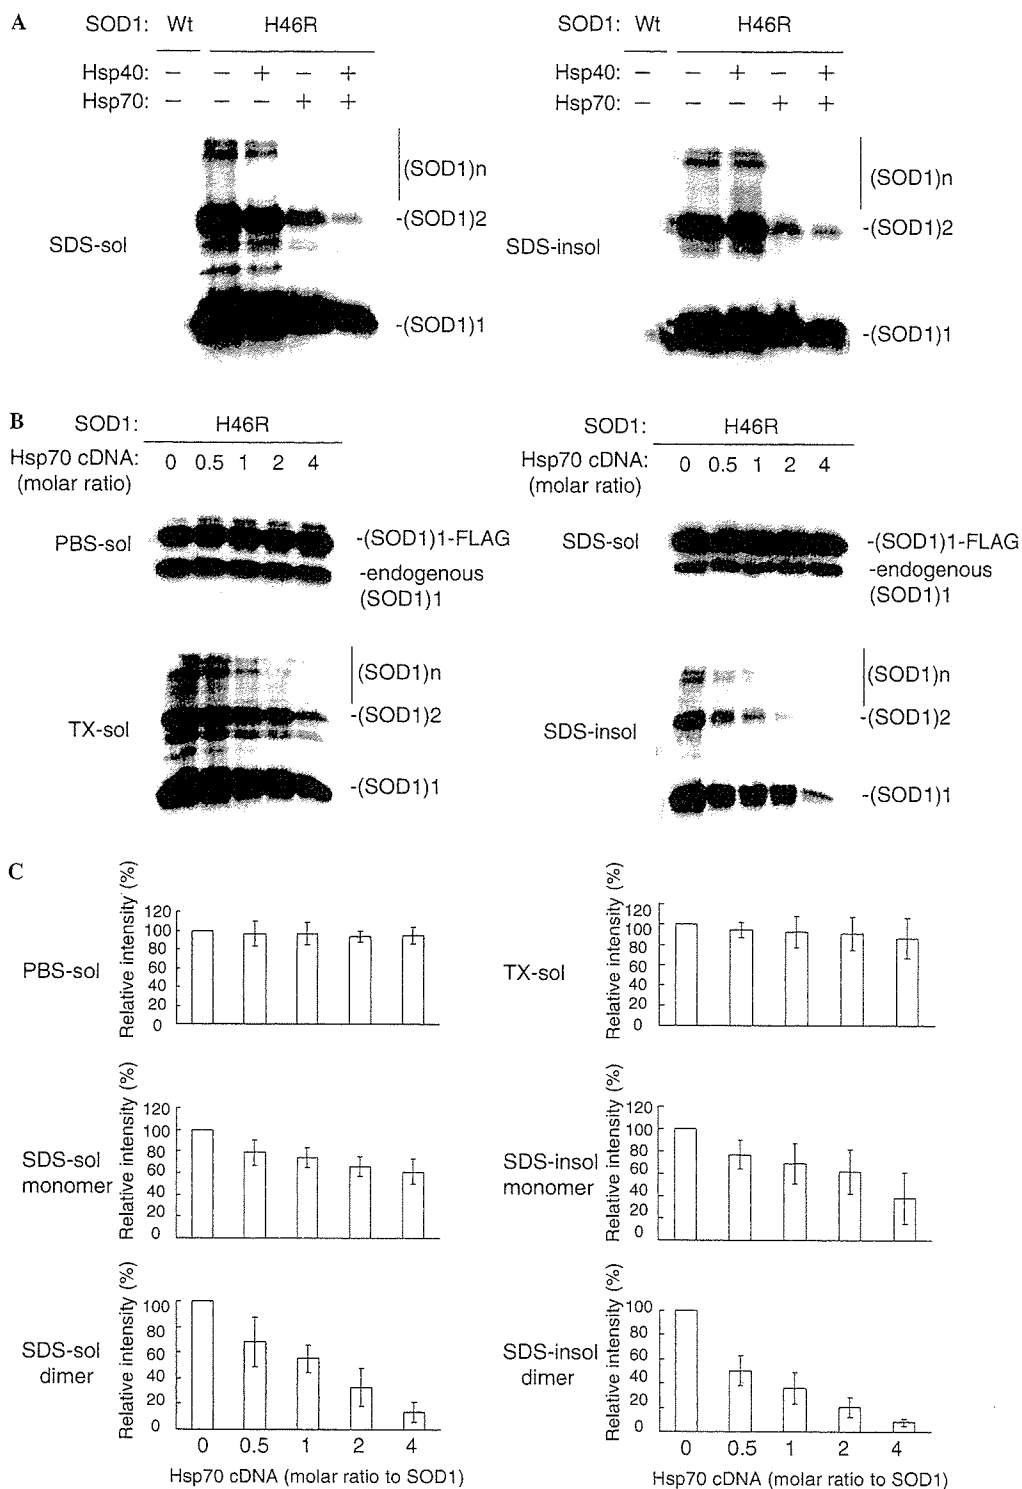 A
SOD1: Wt H46R
Hsp40: − − + − +
Hsp70: − − − + +
(SOD1)n
-(SOD1)2
SDS-sol
-(SOD1)1
SOD1: Wt H46R
Hsp40: − − + − +
Hsp70: − − − + +
(SOD1)n
-(SOD1)2
SDS-insol
-(SOD1)1
B
SOD1: H46R
Hsp70 cDNA: 0 0.5 1 2 4
(molar ratio)
PBS-sol
-(SOD1)1-FLAG
-endogenous
(SOD1)1
TX-sol
(SOD1)n
-(SOD1)2
-(SOD1)1
SOD1: H46R
Hsp70 cDNA: 0 0.5 1 2 4
(molar ratio)
SDS-sol
-(SOD1)1-FLAG
-endogenous
(SOD1)1
SDS-insol
(SOD1)n
-(SOD1)2
-(SOD1)1
C
PBS-sol
Relative intensity (%)
120
100
80
60
40
20
0
TX-sol
Relative intensity (%)
120
100
80
60
40
20
0
SDS-sol
monomer
Relative intensity (%)
120
100
80
60
40
20
0
SDS-insol
monomer
Relative intensity (%)
120
100
80
60
40
20
0
SDS-sol
dimer
Relative intensity (%)
100
80
60
40
20
0
0 0.5 1 2 4
Hsp70 cDNA (molar ratio to SOD1)
SDS-insol
dimer
Relative intensity (%)
100
80
60
40
20
0
0 0.5 1 2 4
Hsp70 cDNA (molar ratio to SOD1)